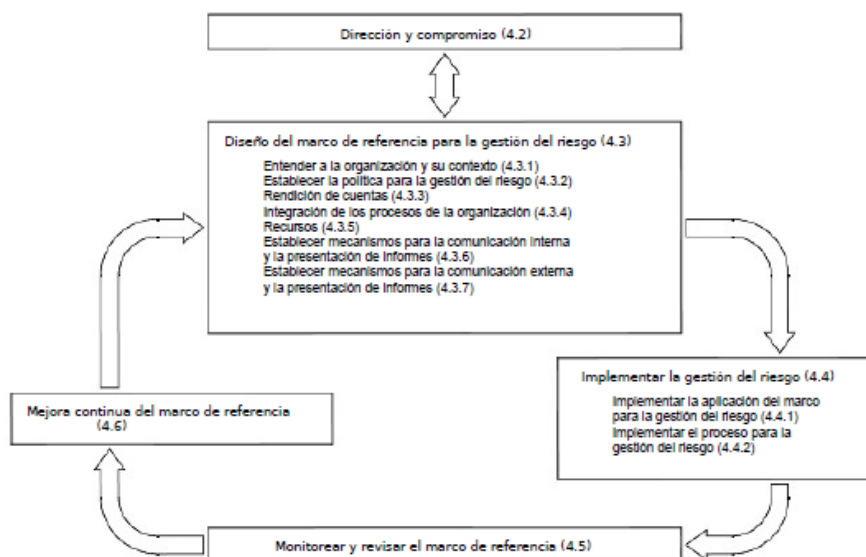 Dirección y compromiso (4.2)
Diseño del marco de referencia para la gestión del riesgo (4.3)
Entender a la organización y su contexto (4.3.1)
Establecer la política para la gestión del riesgo (4.3.2)
Rendición de cuentas (4.3.3)
Integración de los procesos de la organización (4.3.4)
Recursos (4.3.5)
Establecer mecanismos para la comunicación interna
y la presentación de informes (4.3.6)
Establecer mecanismos para la comunicación externa
y la presentación de informes (4.3.7)
Implementar la gestión del riesgo (4.4)
Implementar la aplicación del marco
para la gestión del riesgo (4.4.1)
Implementar el proceso para la
gestión del riesgo (4.4.2)
Mejora continua del marco de referencia
(4.6)
Monitorear y revisar el marco de referencia (4.5)